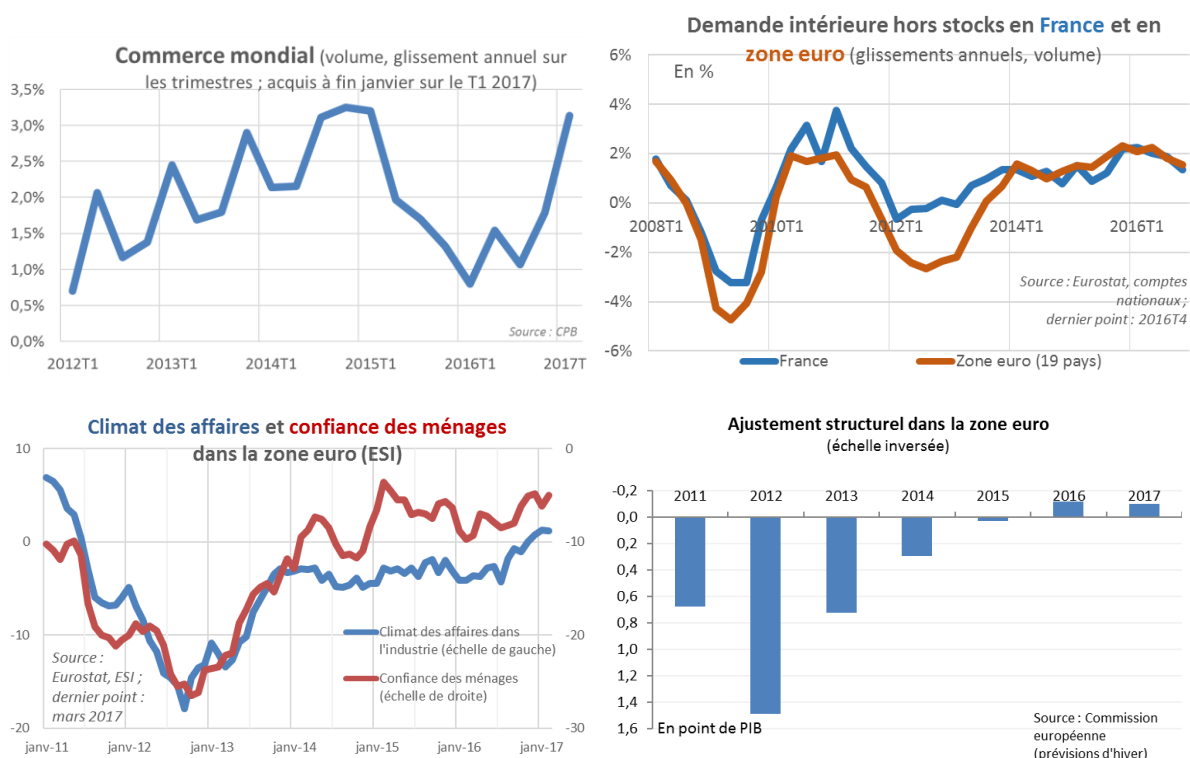 Commerce mondial (volume, glissement annuel sur
les trimestres ; acquis à fin janvier sur le T1 2017)
3,5%
3,0%
2,5%
2,0%
1,5%
1,0%
0,5%
0,0%
Source : CPB
2012T1 2013T1 2014T1 2015T1 2016T1 2017T
Demande intérieure hors stocks en France et en
zone euro (glissements annuels, volume)
6%
En %
4%
2%
0%
2008T1 2010T1 2012T1 2014T1 2016T1
-2%
-4%
-6%
Source : Eurostat, comptes
nationaux ;
dernier point : 2016T4
France Zone euro (19 pays)
Climat des affaires et confiance des ménages
dans la zone euro (ESI)
10 0
0 -10
-10 -20
-20 -30
Climat des affaires dans
l'industrie (échelle de gauche)
Confiance des ménages
(échelle de droite)
Source :
Eurostat, ESI ;
dernier point :
mars 2017
janv-11 janv-12 janv-13 janv-14 janv-15 janv-16 janv-17
Ajustement structurel dans la zone euro
(échelle inversée)
-0,2
2011 2012 2013 2014 2015 2016 2017
0,0
0,2
0,4
0,6
0,8
1,0
1,2
1,4
1,6
En point de PIB
Source : Commission
européenne
(prévisions d'hiver)